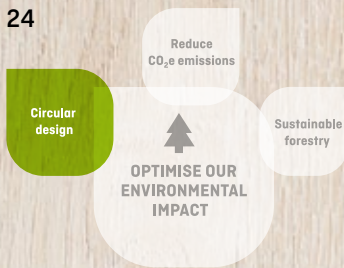 24
Reduce
CO₂e emissions
Circular
design
Sustainable
forestry
OPTIMISE OUR
ENVIRONMENTAL
IMPACT